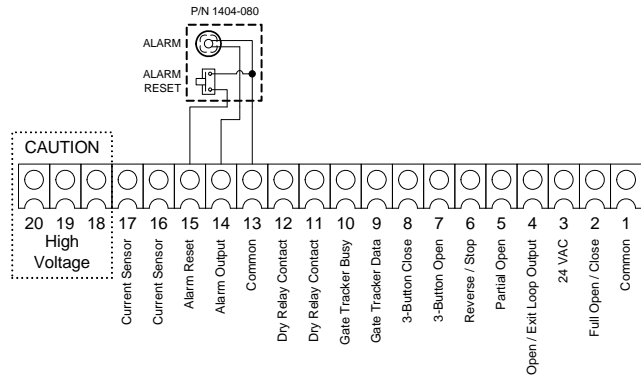 P/N 1404-080
ALARM
ALARM
RESET
CAUTION
20 19 18 17 16 15 14 13 12 11 10 9 8 7 6 5 4 3 2 1
High
Voltage
Current Sensor
Current Sensor
Alarm Reset
Alarm Output
Common
Dry Relay Contact
Dry Relay Contact
Gate Tracker Busy
Gate Tracker Data
3-Button Close
3-Button Open
Reverse / Stop
Partial Open
Open / Exit Loop Output
24 VAC
Full Open / Close
Common